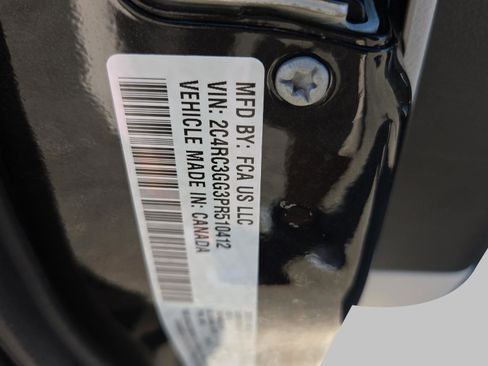 MFD BY: FCA US LLC
VIN: 2C4RC3GG3PR510412
VEHICLE MADE IN: CANADA